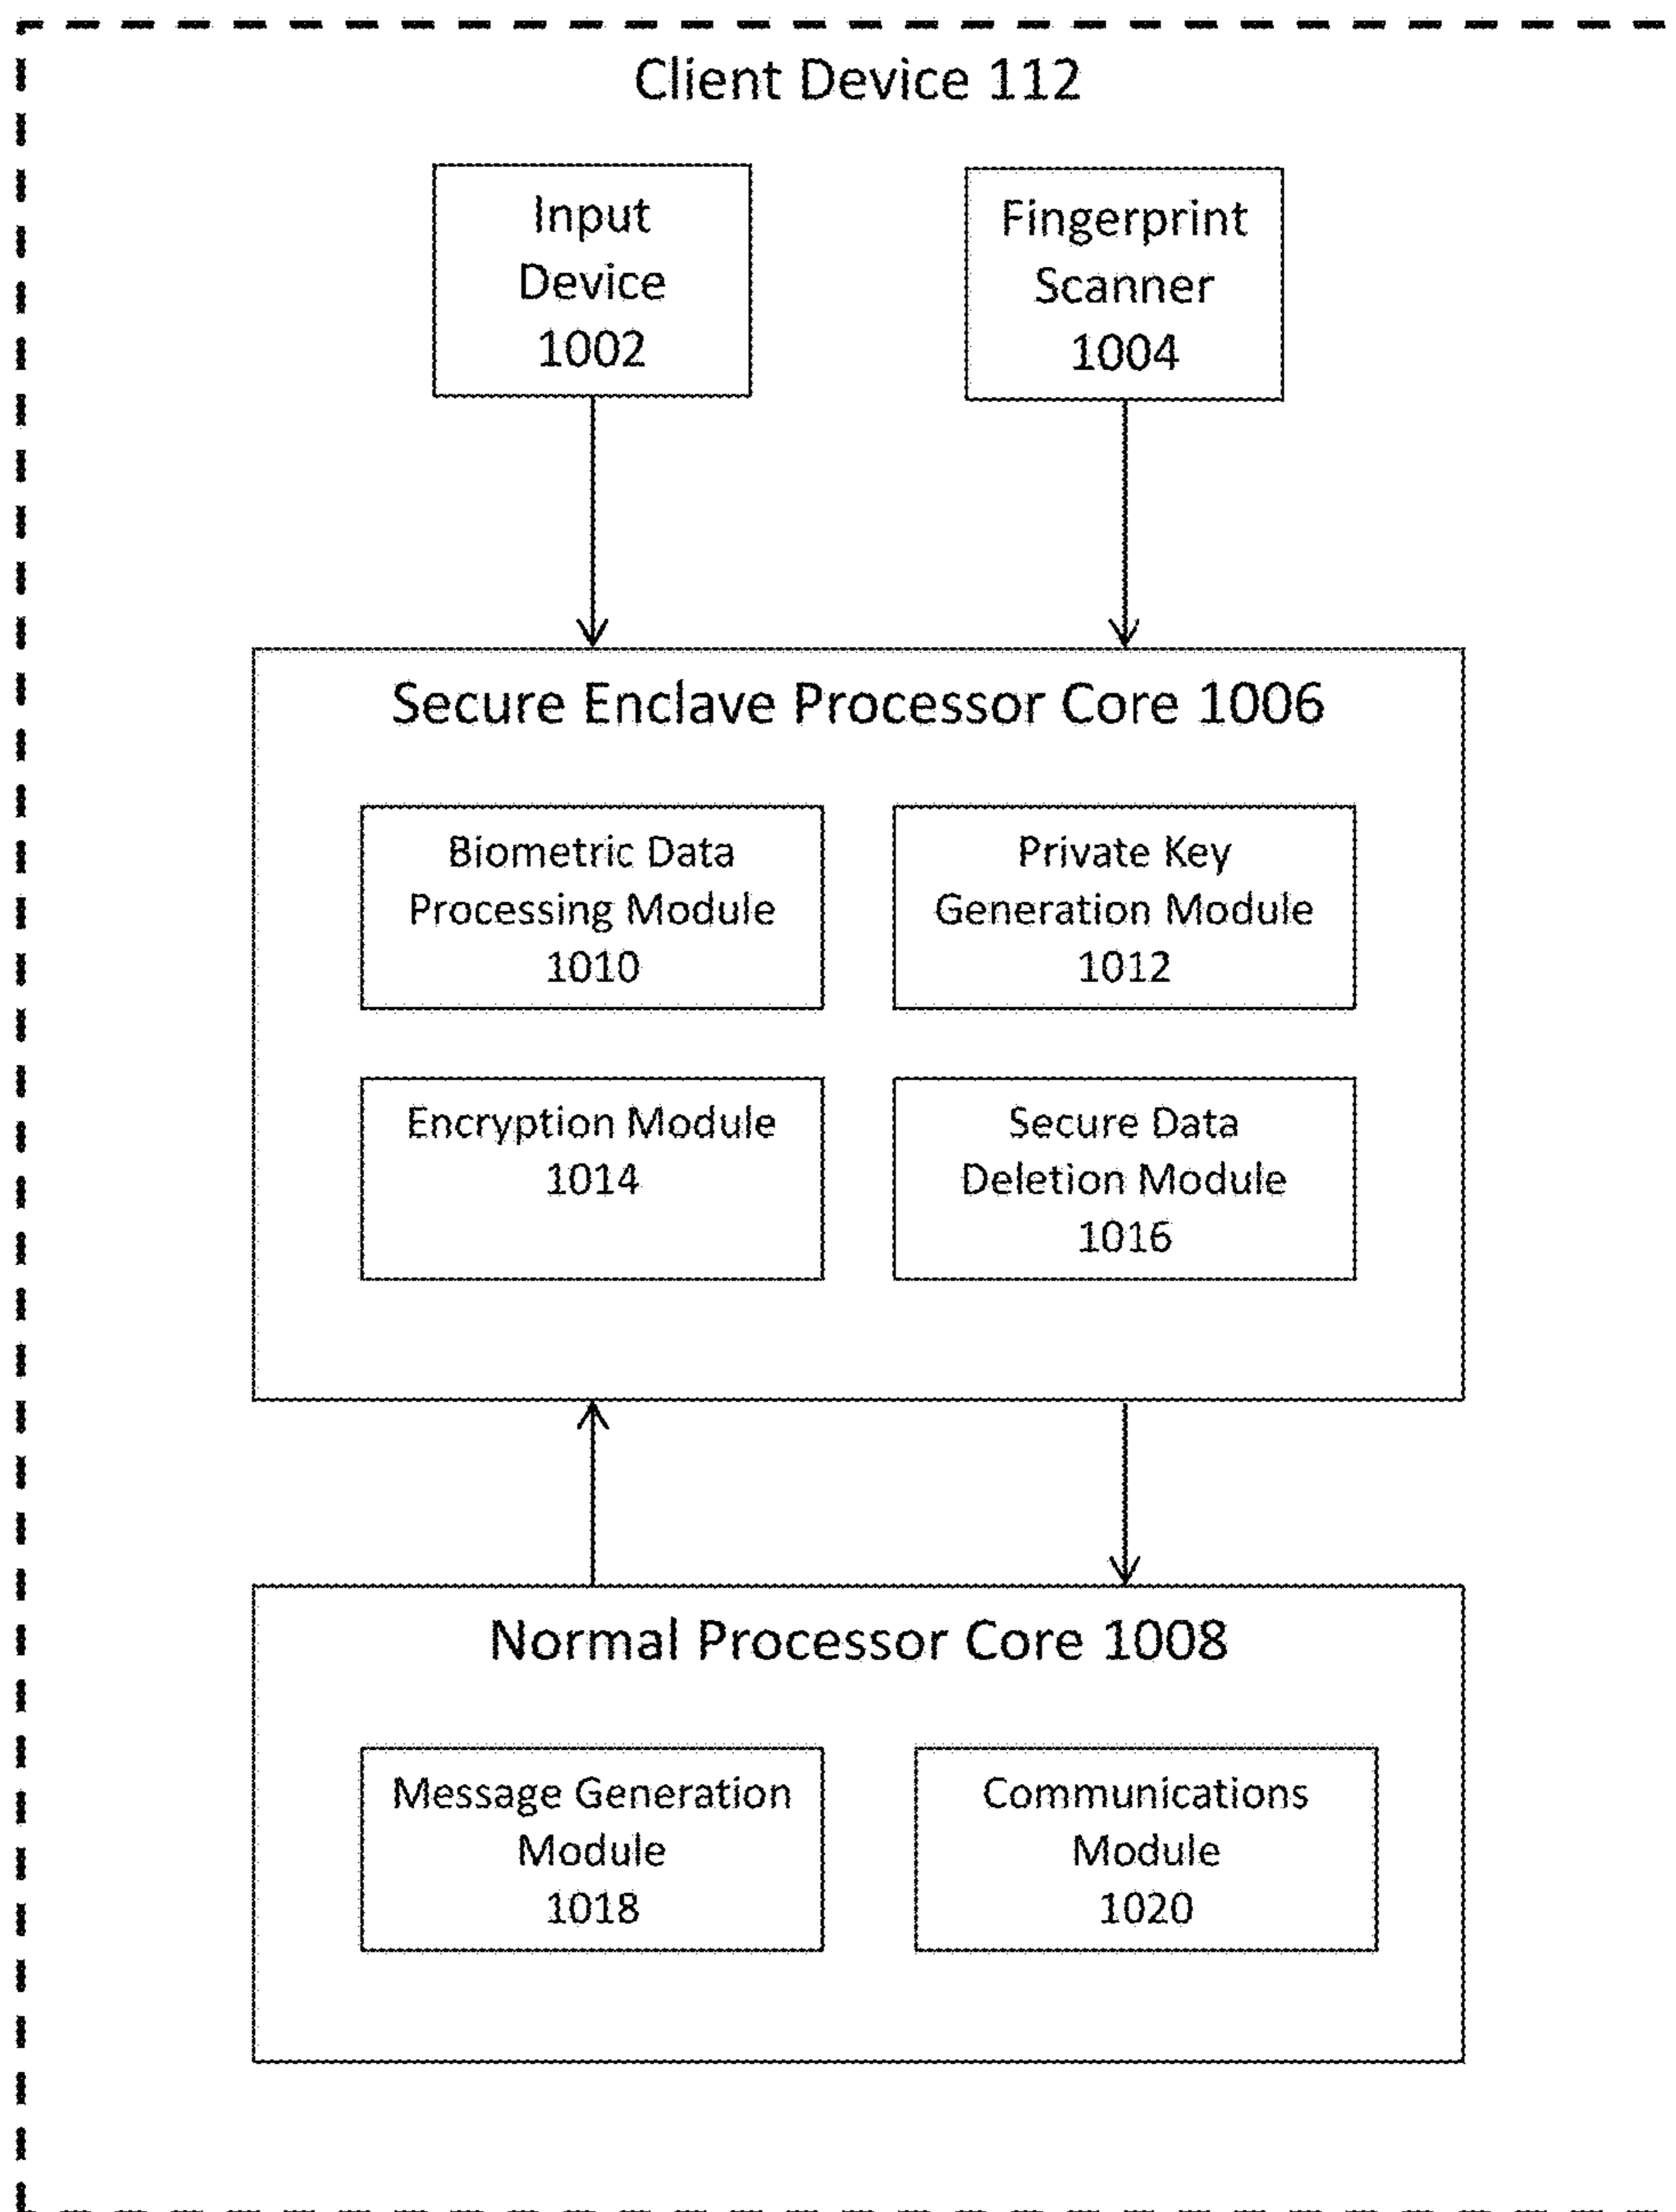 Client Device 112
Input
Device
1002
Fingerprint
Scanner
1004
Secure Enclave Processor Core 1006
Biometric Data
Processing Module
1010
Private Key
Generation Module
1012
Encryption Module
1014
Secure Data
Deletion Module
1016
Normal Processor Core 1008
Message Generation
Module
1018
Communications
Module
1020